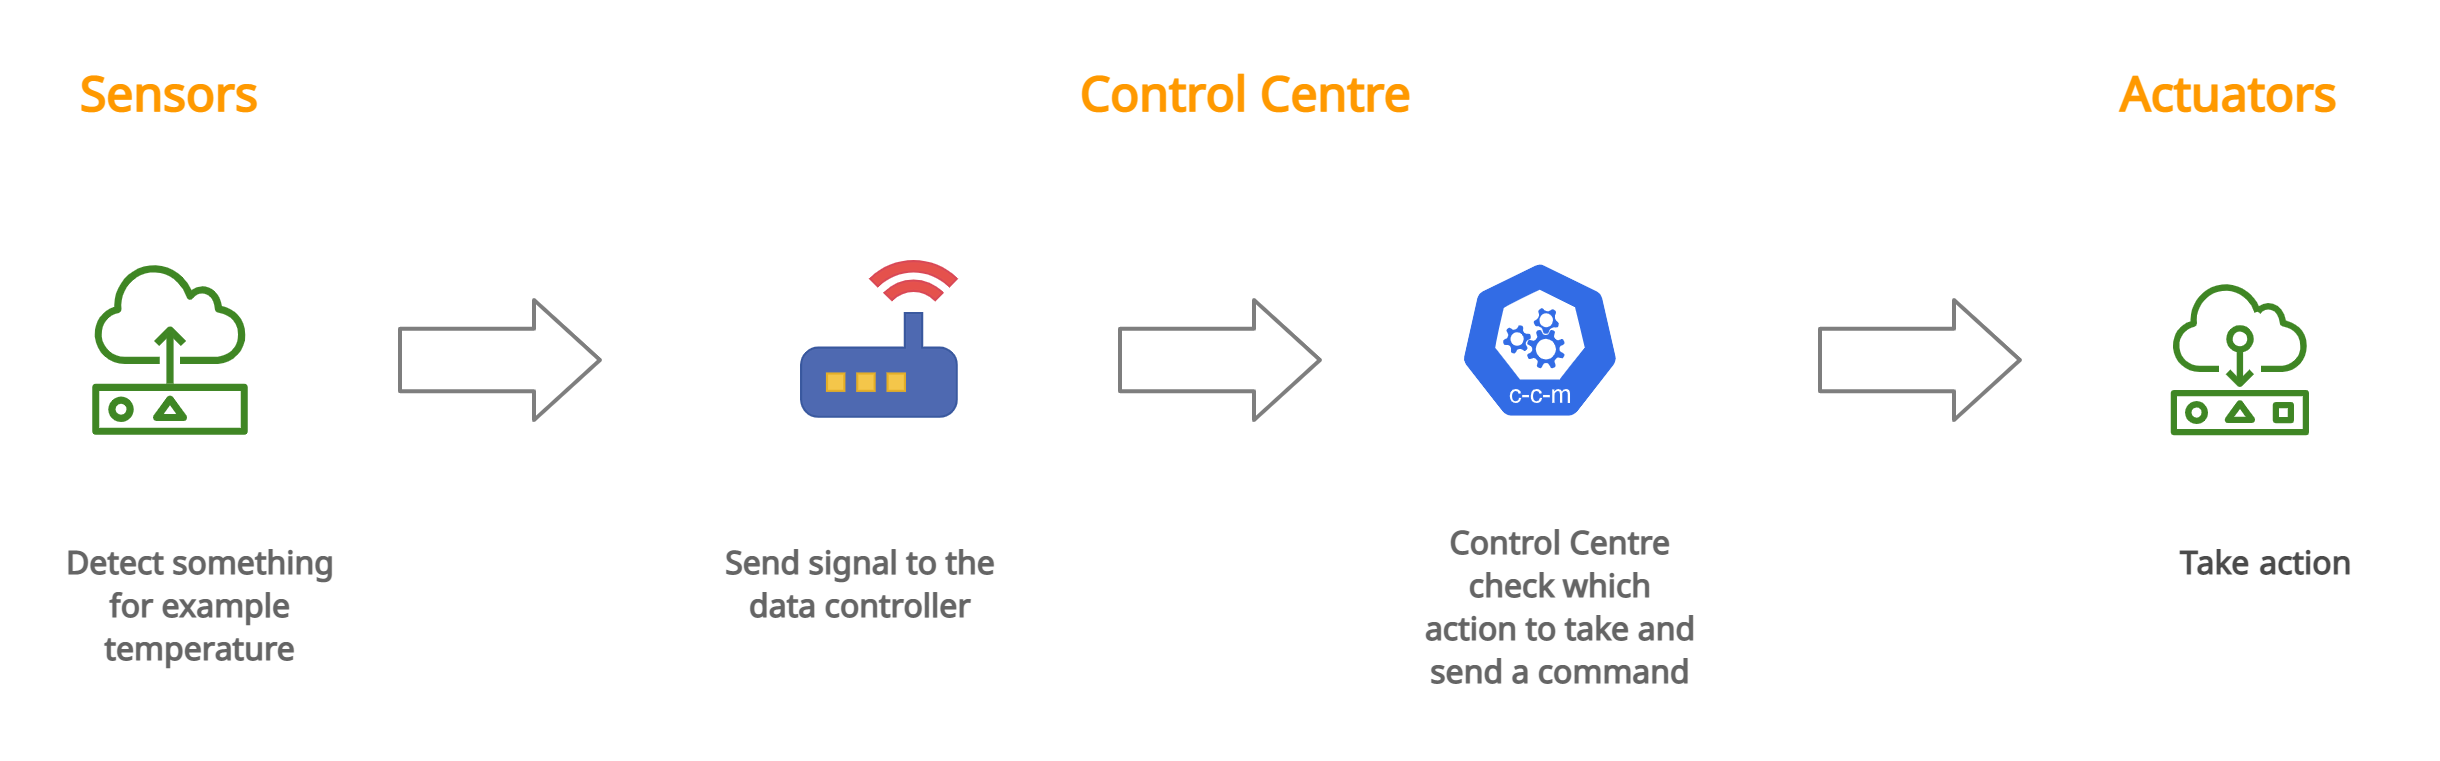 Sensors
Control Centre
Actuators
c-c-m
Detect something
for example
temperature
Send signal to the
data controller
Control Centre
check which
action to take and
send a command
Take action